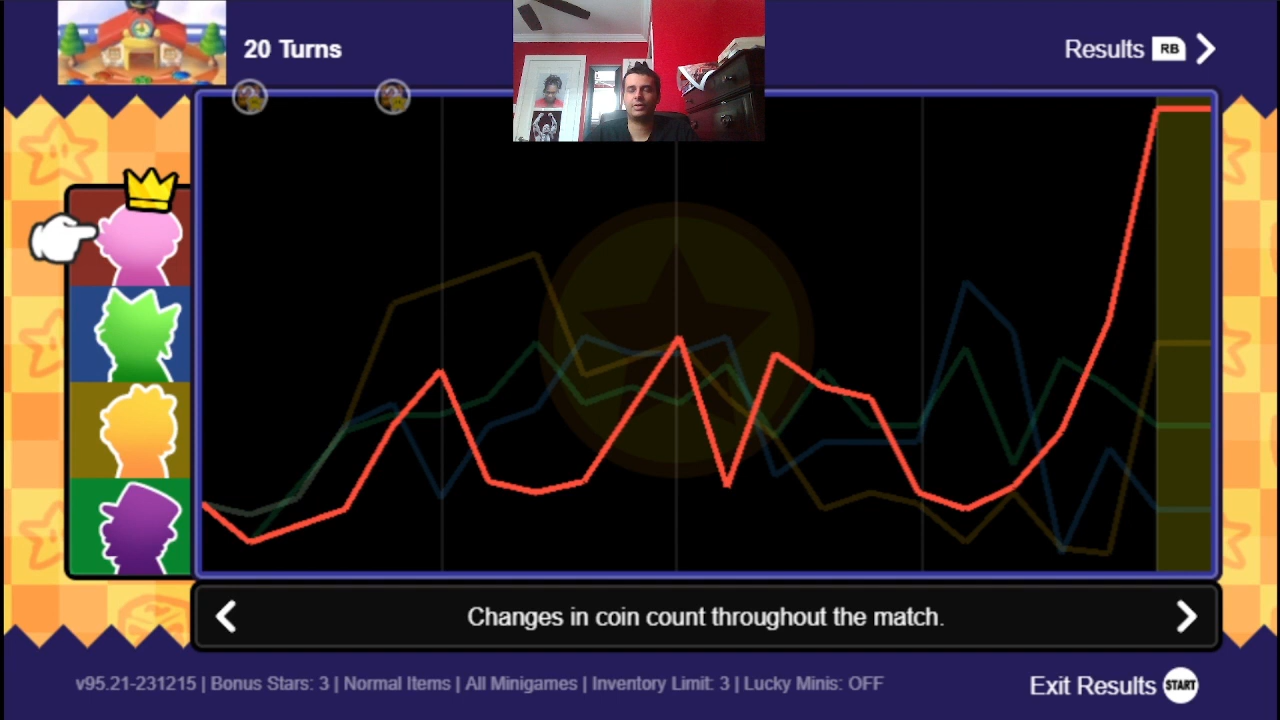 20 Turns
Results RB
Changes in coin count throughout the match.
v95.21-231215 | Bonus Stars: 3 | Normal Items | All Minigames | Inventory Limit: 3 | Lucky Minis: OFF
Exit Results START